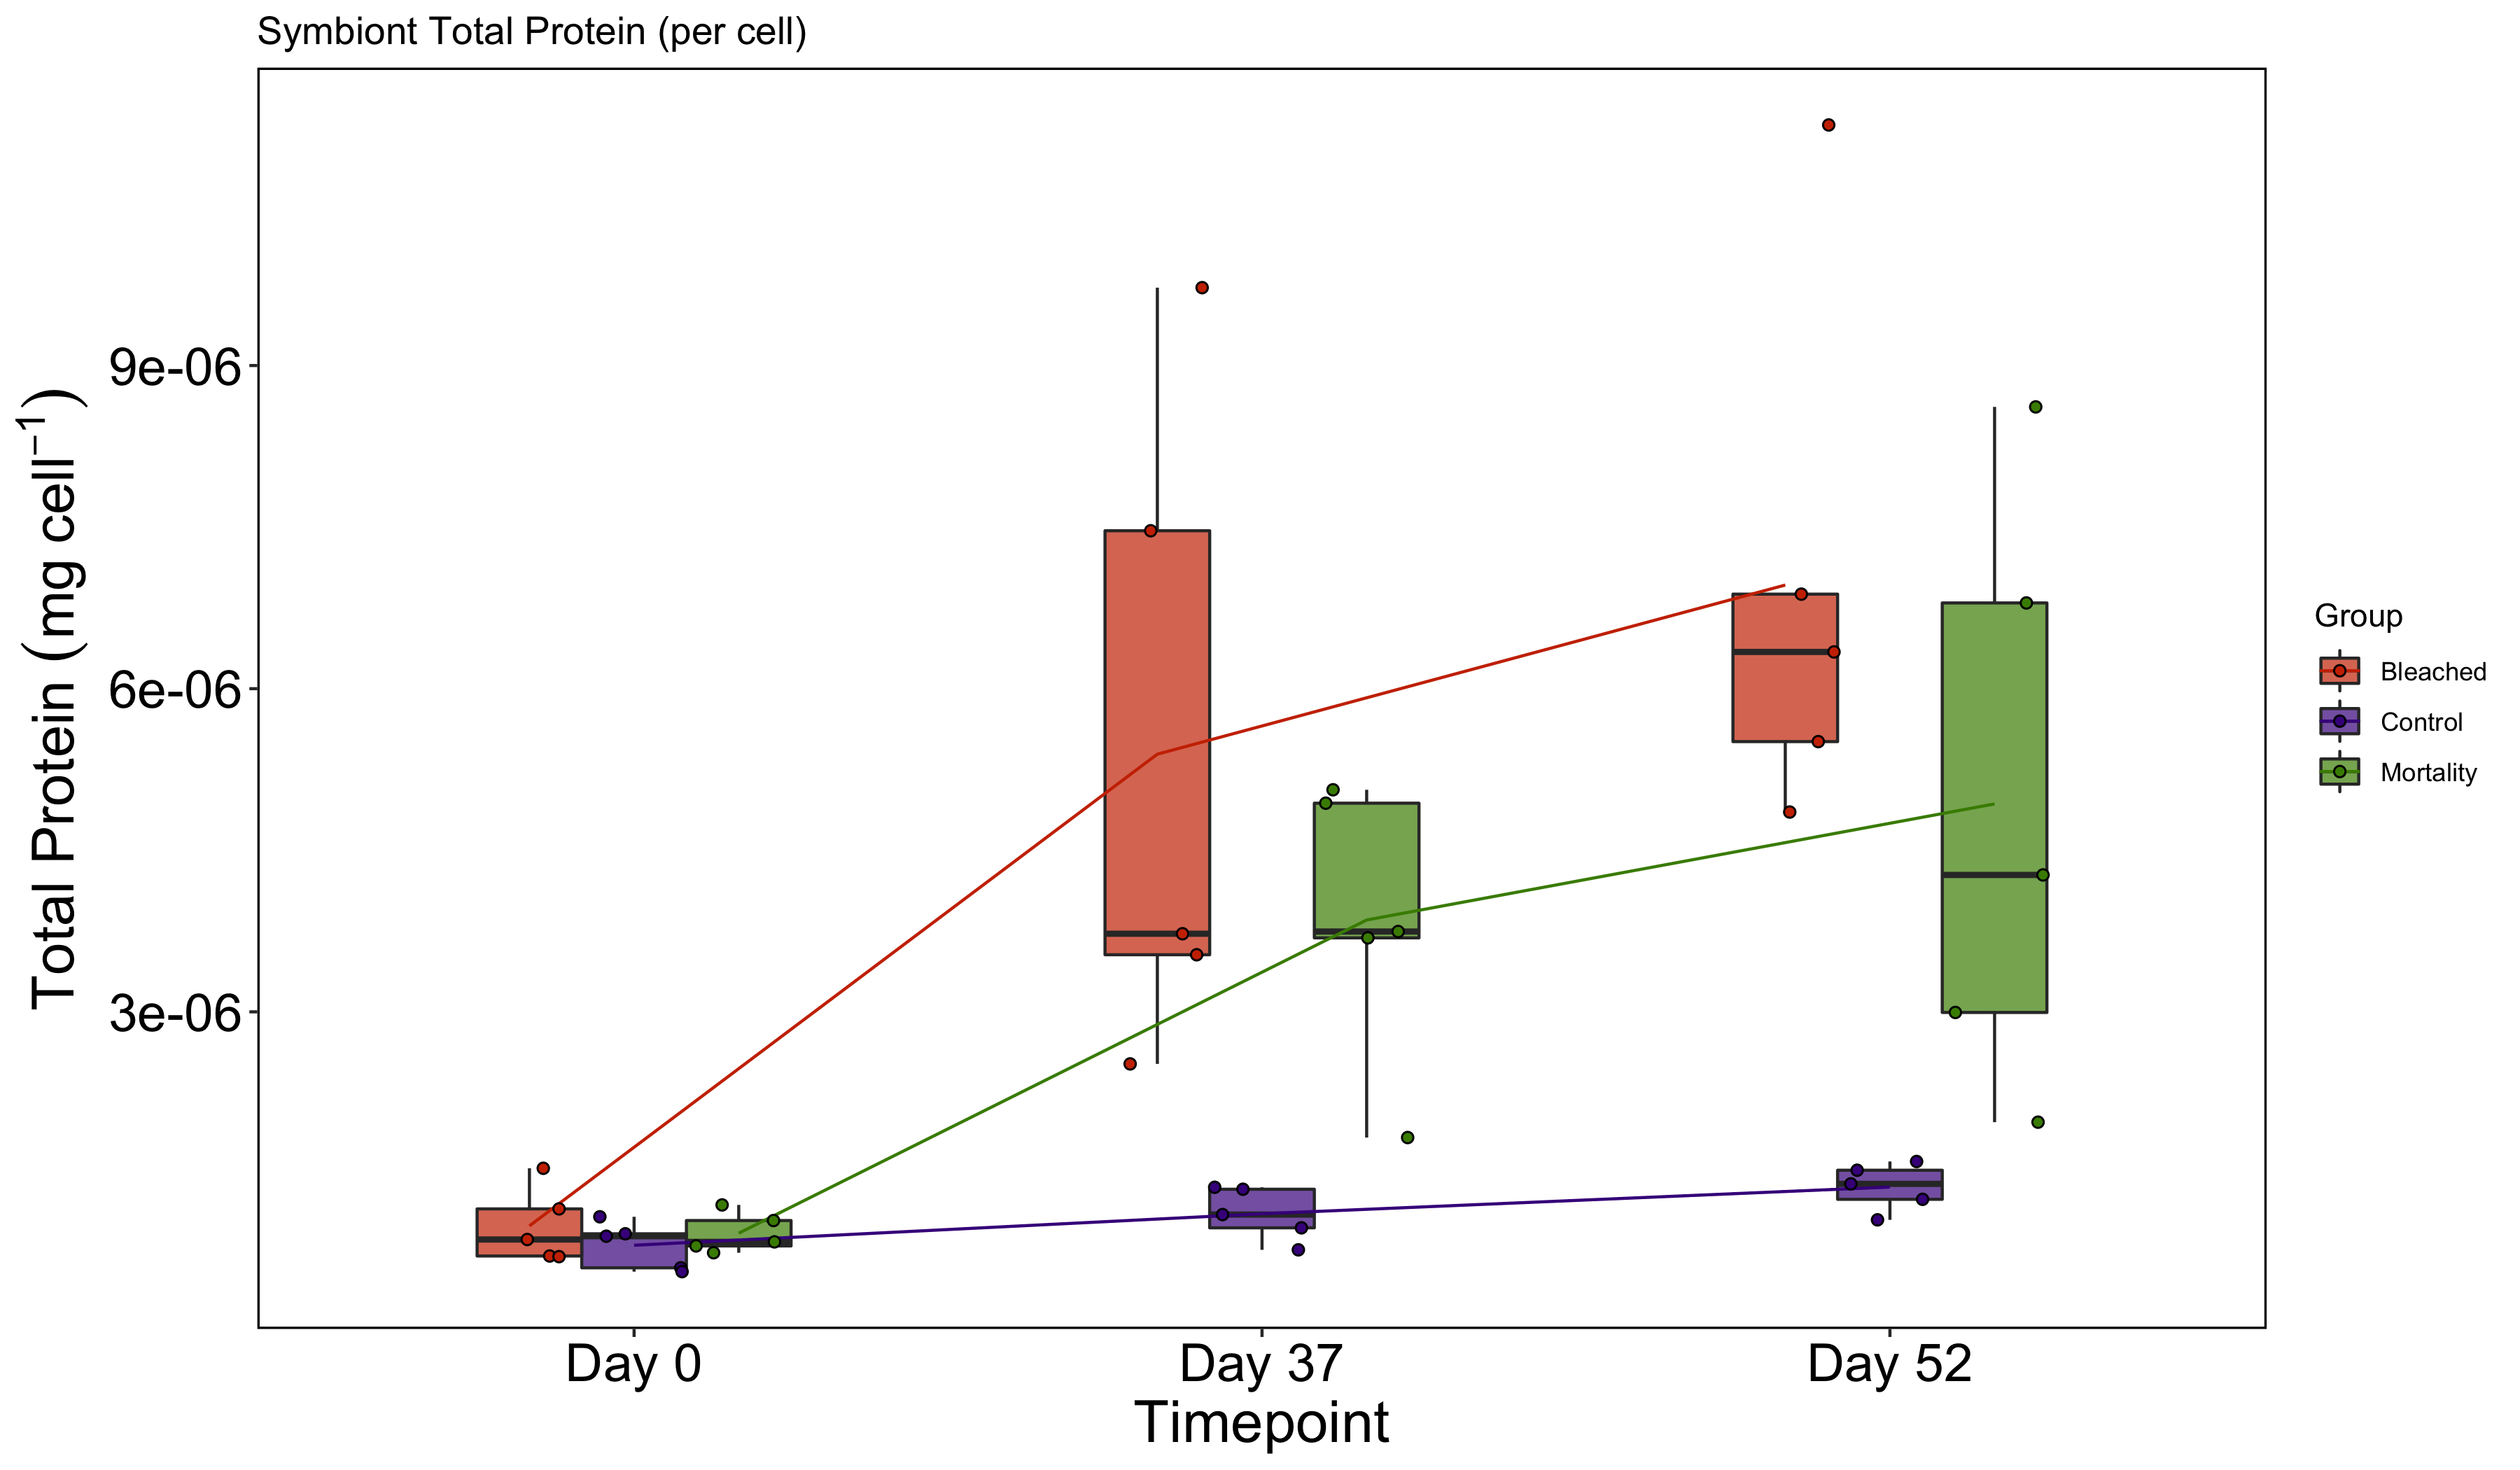 Symbiont Total Protein (per cell)
Total Protein (mg cell⁻¹)
9e-06
6e-06
3e-06
Day 0
Day 37
Day 52
Timepoint
Group
Bleached
Control
Mortality